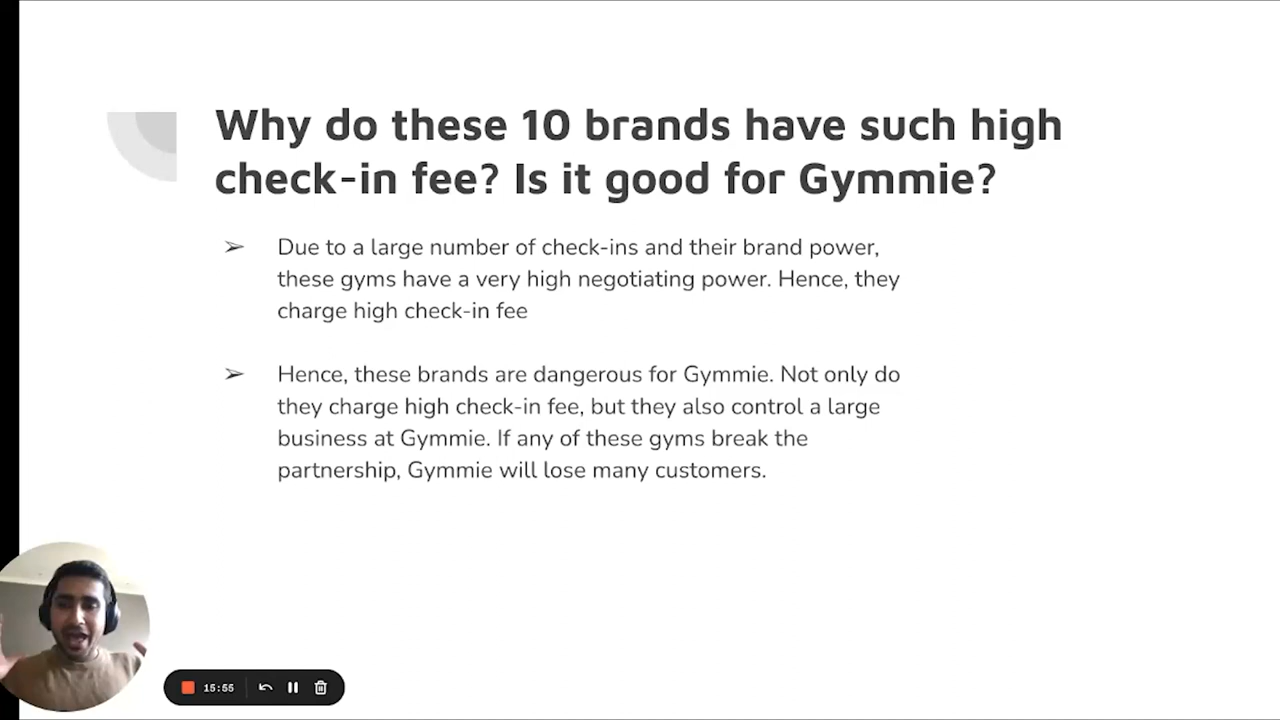 Why do these 10 brands have such high
check-in fee? Is it good for Gymmie?
➢ Due to a large number of check-ins and their brand power,
these gyms have a very high negotiating power. Hence, they
charge high check-in fee
➢ Hence, these brands are dangerous for Gymmie. Not only do
they charge high check-in fee, but they also control a large
business at Gymmie. If any of these gyms break the
partnership, Gymmie will lose many customers.
15:55